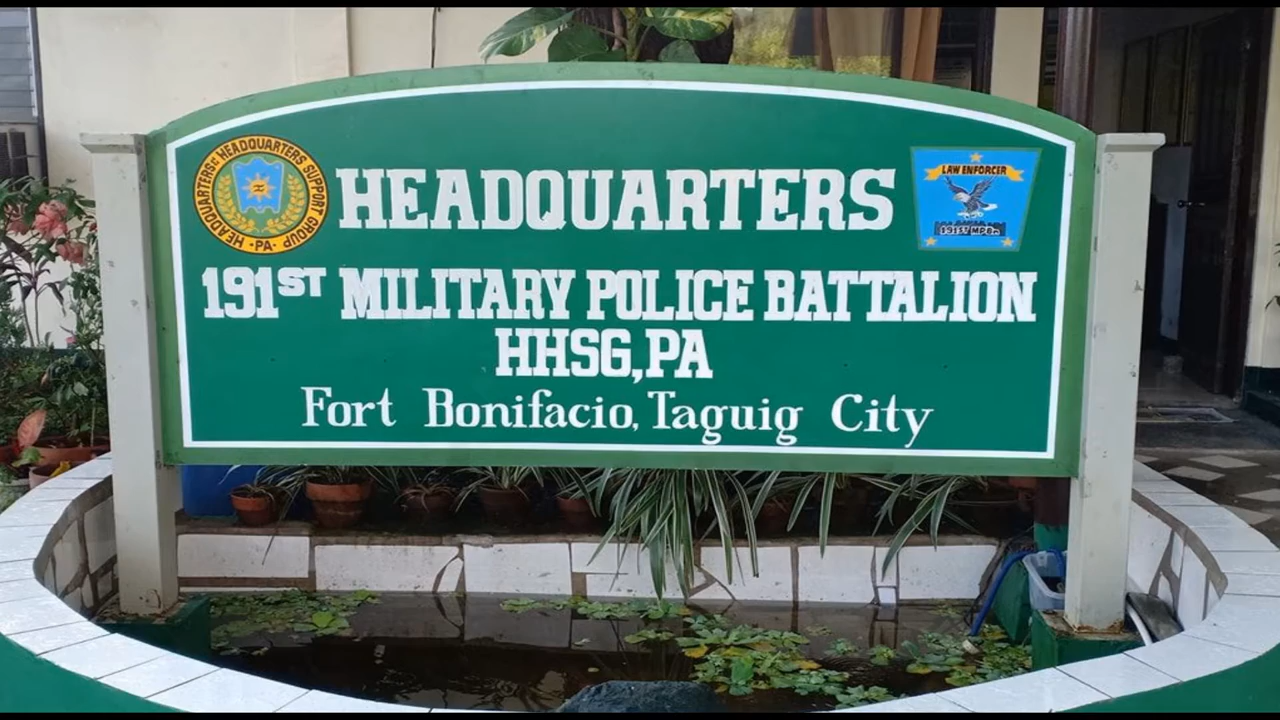 HEADQUARTERS & HEADQUARTERS SUPPORT GROUP
-PA-
HEADQUARTERS
LAW ENFORCER
191ST MPBn
191ST MILITARY POLICE BATTALION
HHSG,PA
Fort Bonifacio, Taguig City